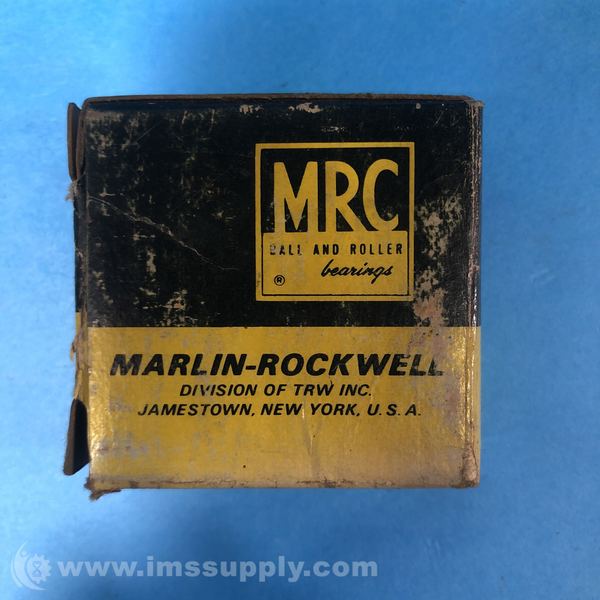 MRC
BALL AND ROLLER
bearings
®
MARLIN-ROCKWELL
DIVISION OF TRW INC.
JAMESTOWN, NEW YORK, U.S.A.
www.imssupply.com